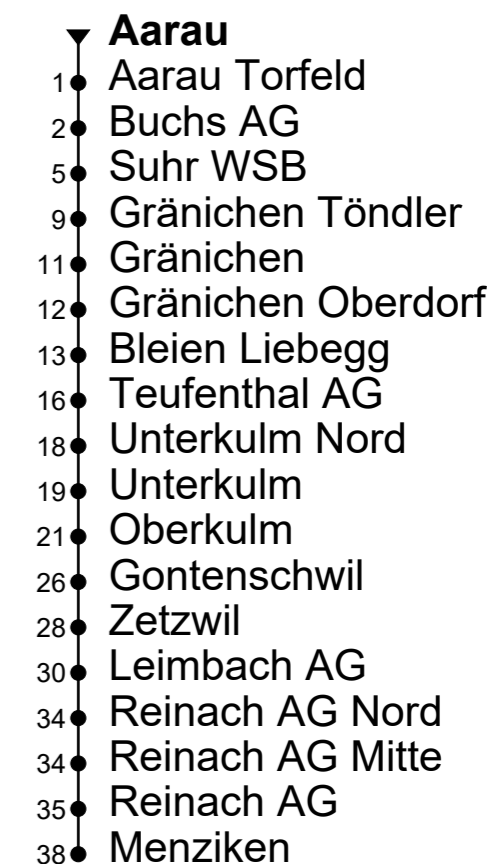 Aarau
1 Aarau Torfeld
2 Buchs AG
5 Suhr WSB
9 Gränichen Töndler
11 Gränichen
12 Gränichen Oberdorf
13 Bleien Liebegg
16 Teufenthal AG
18 Unterkulm Nord
19 Unterkulm
21 Oberkulm
26 Gontenschwil
28 Zetzwil
30 Leimbach AG
34 Reinach AG Nord
34 Reinach AG Mitte
35 Reinach AG
38 Menziken